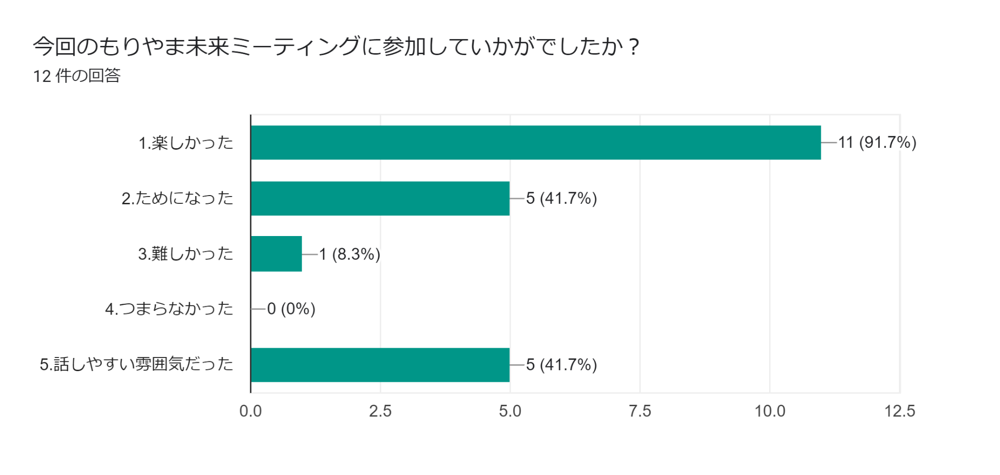 今回のもりやま未来ミーティングに参加していかがでしたか？
12 件の回答
1.楽しかった
11 (91.7%)
2.ためになった
5 (41.7%)
3.難しかった
1 (8.3%)
4.つまらなかった
0 (0%)
5.話しやすい雰囲気だった
5 (41.7%)
0.0 2.5 5.0 7.5 10.0 12.5